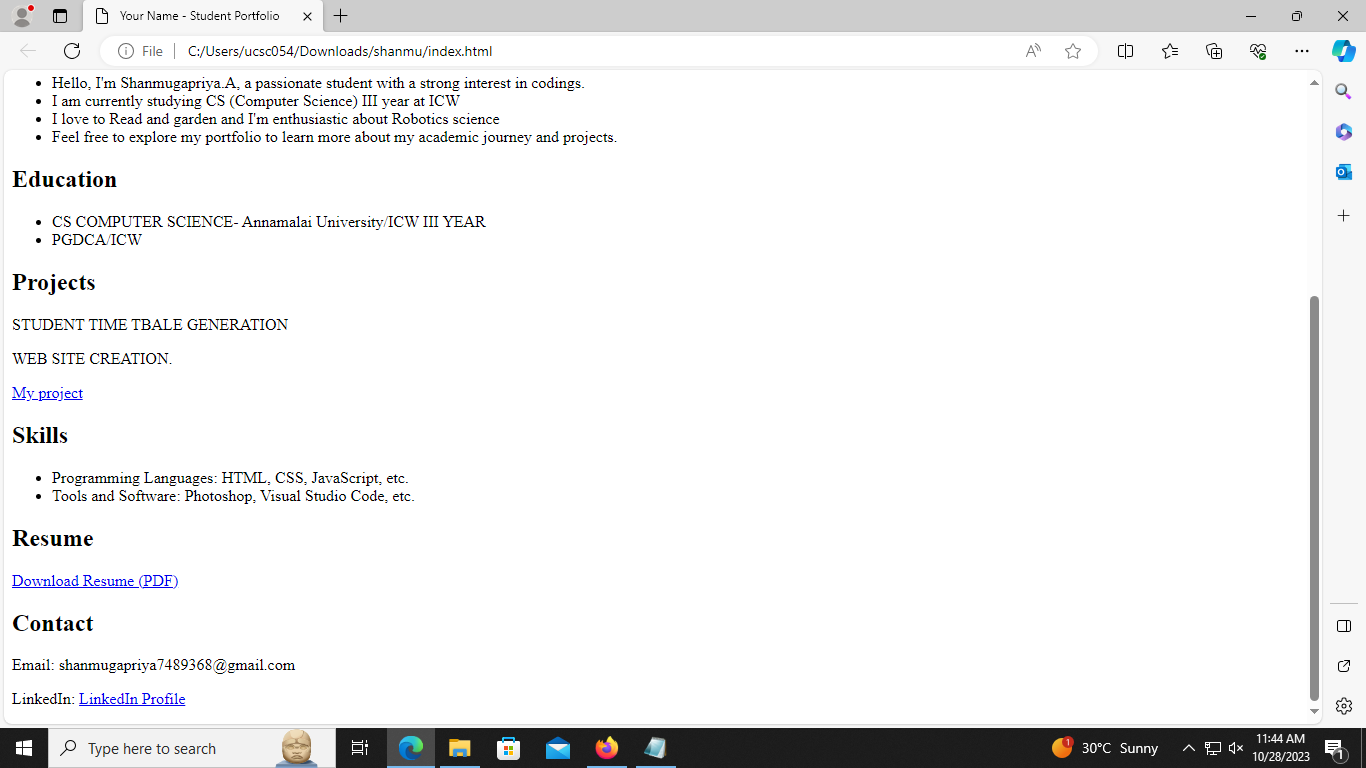 Your Name - Student Portfolio
File
C:/Users/ucsc054/Downloads/shanmu/index.html
Hello, I'm Shanmugapriya.A, a passionate student with a strong interest in codings.
I am currently studying CS (Computer Science) III year at ICW
I love to Read and garden and I'm enthusiastic about Robotics science
Feel free to explore my portfolio to learn more about my academic journey and projects.
Education
CS COMPUTER SCIENCE- Annamalai University/ICW III YEAR
PGDCA/ICW
Projects
STUDENT TIME TBALE GENERATION
WEB SITE CREATION.
My project
Skills
Programming Languages: HTML, CSS, JavaScript, etc.
Tools and Software: Photoshop, Visual Studio Code, etc.
Resume
Download Resume (PDF)
Contact
Email: shanmugapriya7489368@gmail.com
LinkedIn: LinkedIn Profile
Type here to search
1
30°C Sunny
11:44 AM
10/28/2023
1